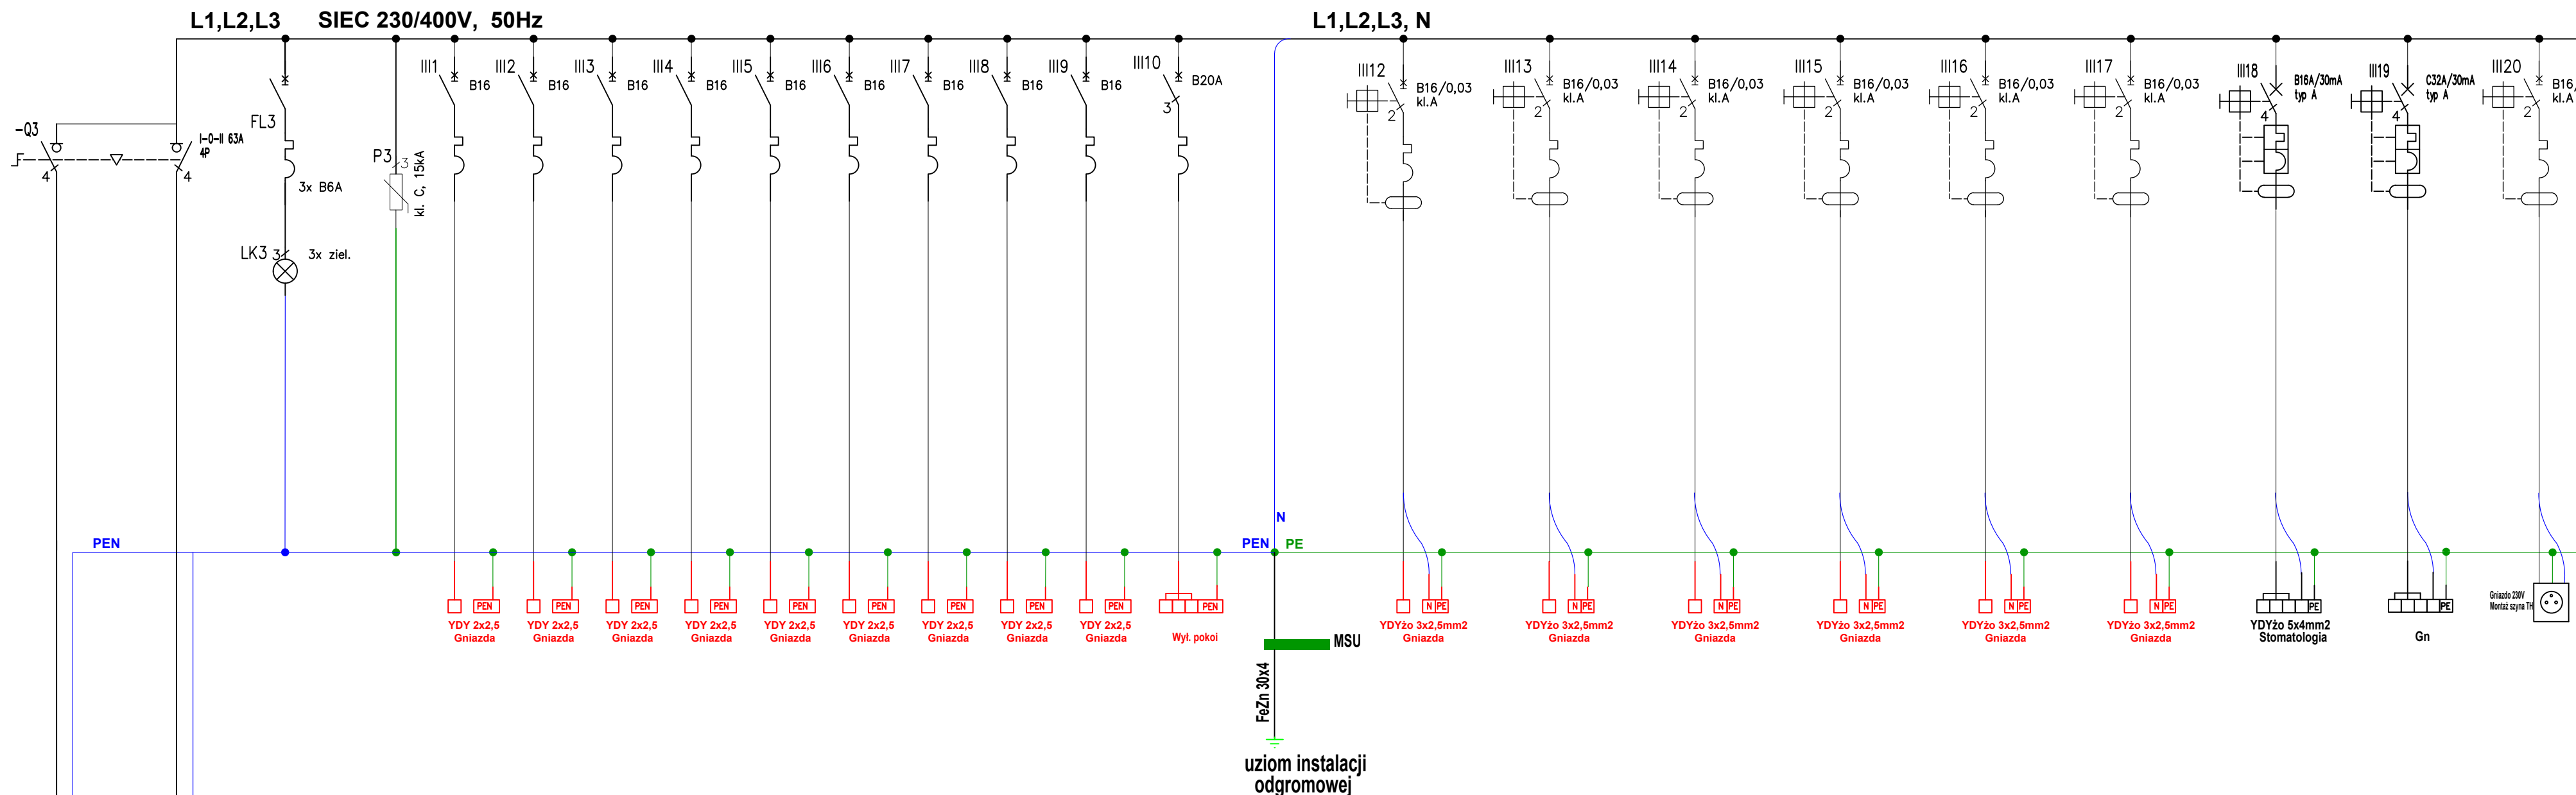 L1,L2,L3 SIEC 230/400V, 50Hz
L1,L2,L3, N
-Q3
4
4
I-0-II 63A
4P
FL3
3x B6A
LK3 3
3x ziel.
P3
3
kl. C, 15kA
III1 B16
III2 B16
III3 B16
III4 B16
III5 B16
III6 B16
III7 B16
III8 B16
III9 B16
III10 B20A
3
III12 B16/0,03
kl.A
2
III13 B16/0,03
kl.A
2
III14 B16/0,03
kl.A
2
III15 B16/0,03
kl.A
2
III16 B16/0,03
kl.A
2
III17 B16/0,03
kl.A
2
III18 B16A/30mA
typ A
4
III19 C32A/30mA
typ A
4
III20 B16
kl.A
2
PEN
N
PEN PE
PEN
YDY 2x2,5
Gniazda
PEN
YDY 2x2,5
Gniazda
PEN
YDY 2x2,5
Gniazda
PEN
YDY 2x2,5
Gniazda
PEN
YDY 2x2,5
Gniazda
PEN
YDY 2x2,5
Gniazda
PEN
YDY 2x2,5
Gniazda
PEN
YDY 2x2,5
Gniazda
PEN
YDY 2x2,5
Gniazda
PEN
Wył. pokoi
MSU
FeZn 30x4
uziom instalacji
odgromowej
N PE
YDYżo 3x2,5mm2
Gniazda
N PE
YDYżo 3x2,5mm2
Gniazda
N PE
YDYżo 3x2,5mm2
Gniazda
N PE
YDYżo 3x2,5mm2
Gniazda
N PE
YDYżo 3x2,5mm2
Gniazda
N PE
YDYżo 3x2,5mm2
Gniazda
PE
YDYżo 5x4mm2
Stomatologia
PE
Gn
Gniazdo 230V
Montaż szyna TH